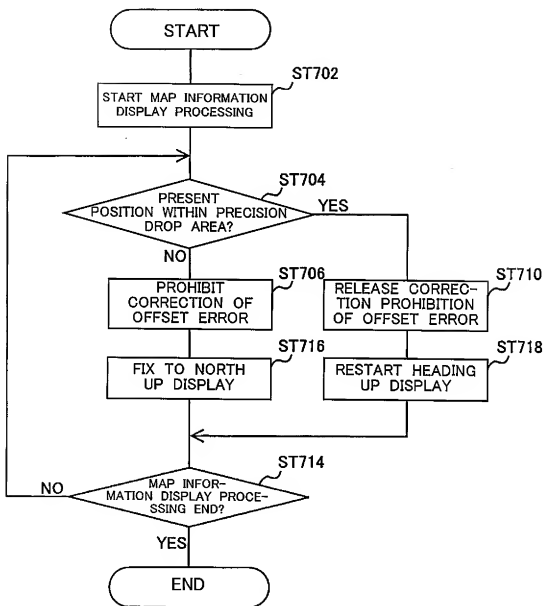 START
ST702
START MAP INFORMATION
DISPLAY PROCESSING
ST704
PRESENT
POSITION WITHIN PRECISION
DROP AREA?
YES
NO
ST706
PROHIBIT
CORRECTION OF
OFFSET ERROR
ST710
RELEASE CORREC-
TION PROHIBITION
OF OFFSET ERROR
ST716
FIX TO NORTH
UP DISPLAY
ST718
RESTART HEADING
UP DISPLAY
ST714
MAP INFOR-
MATION DISPLAY PROCE-
SSING END?
NO
YES
END